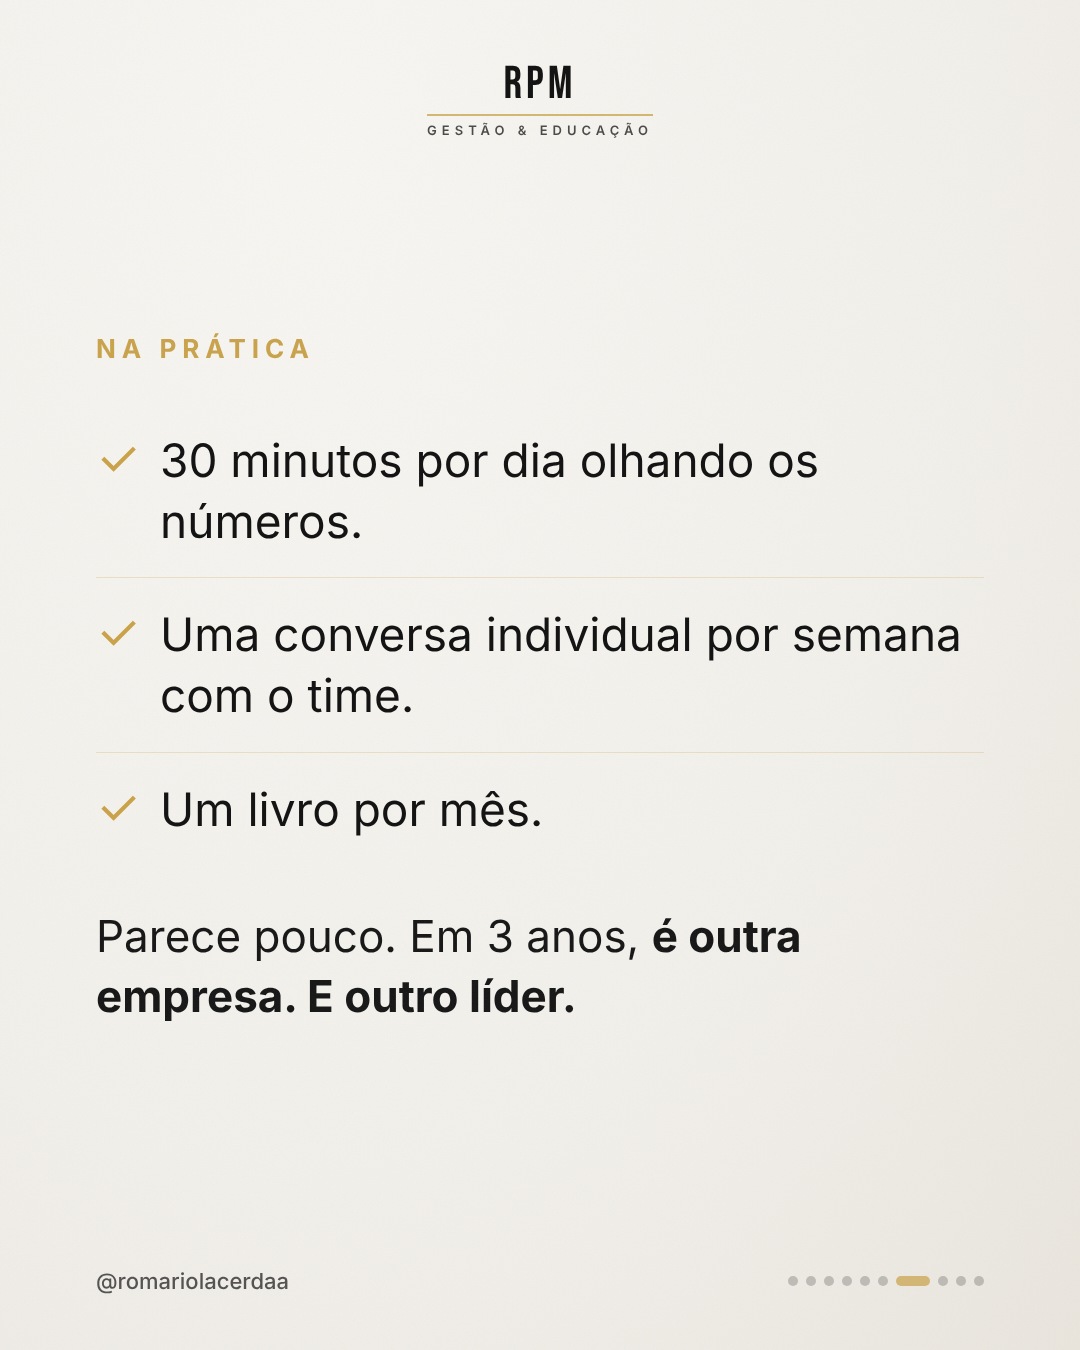 RPM
GESTÃO & EDUCAÇÃO
NA PRÁTICA
30 minutos por dia olhando os
números.
Uma conversa individual por semana
com o time.
Um livro por mês.
Parece pouco. Em 3 anos, é outra
empresa. E outro líder.
@romariolacerdaa